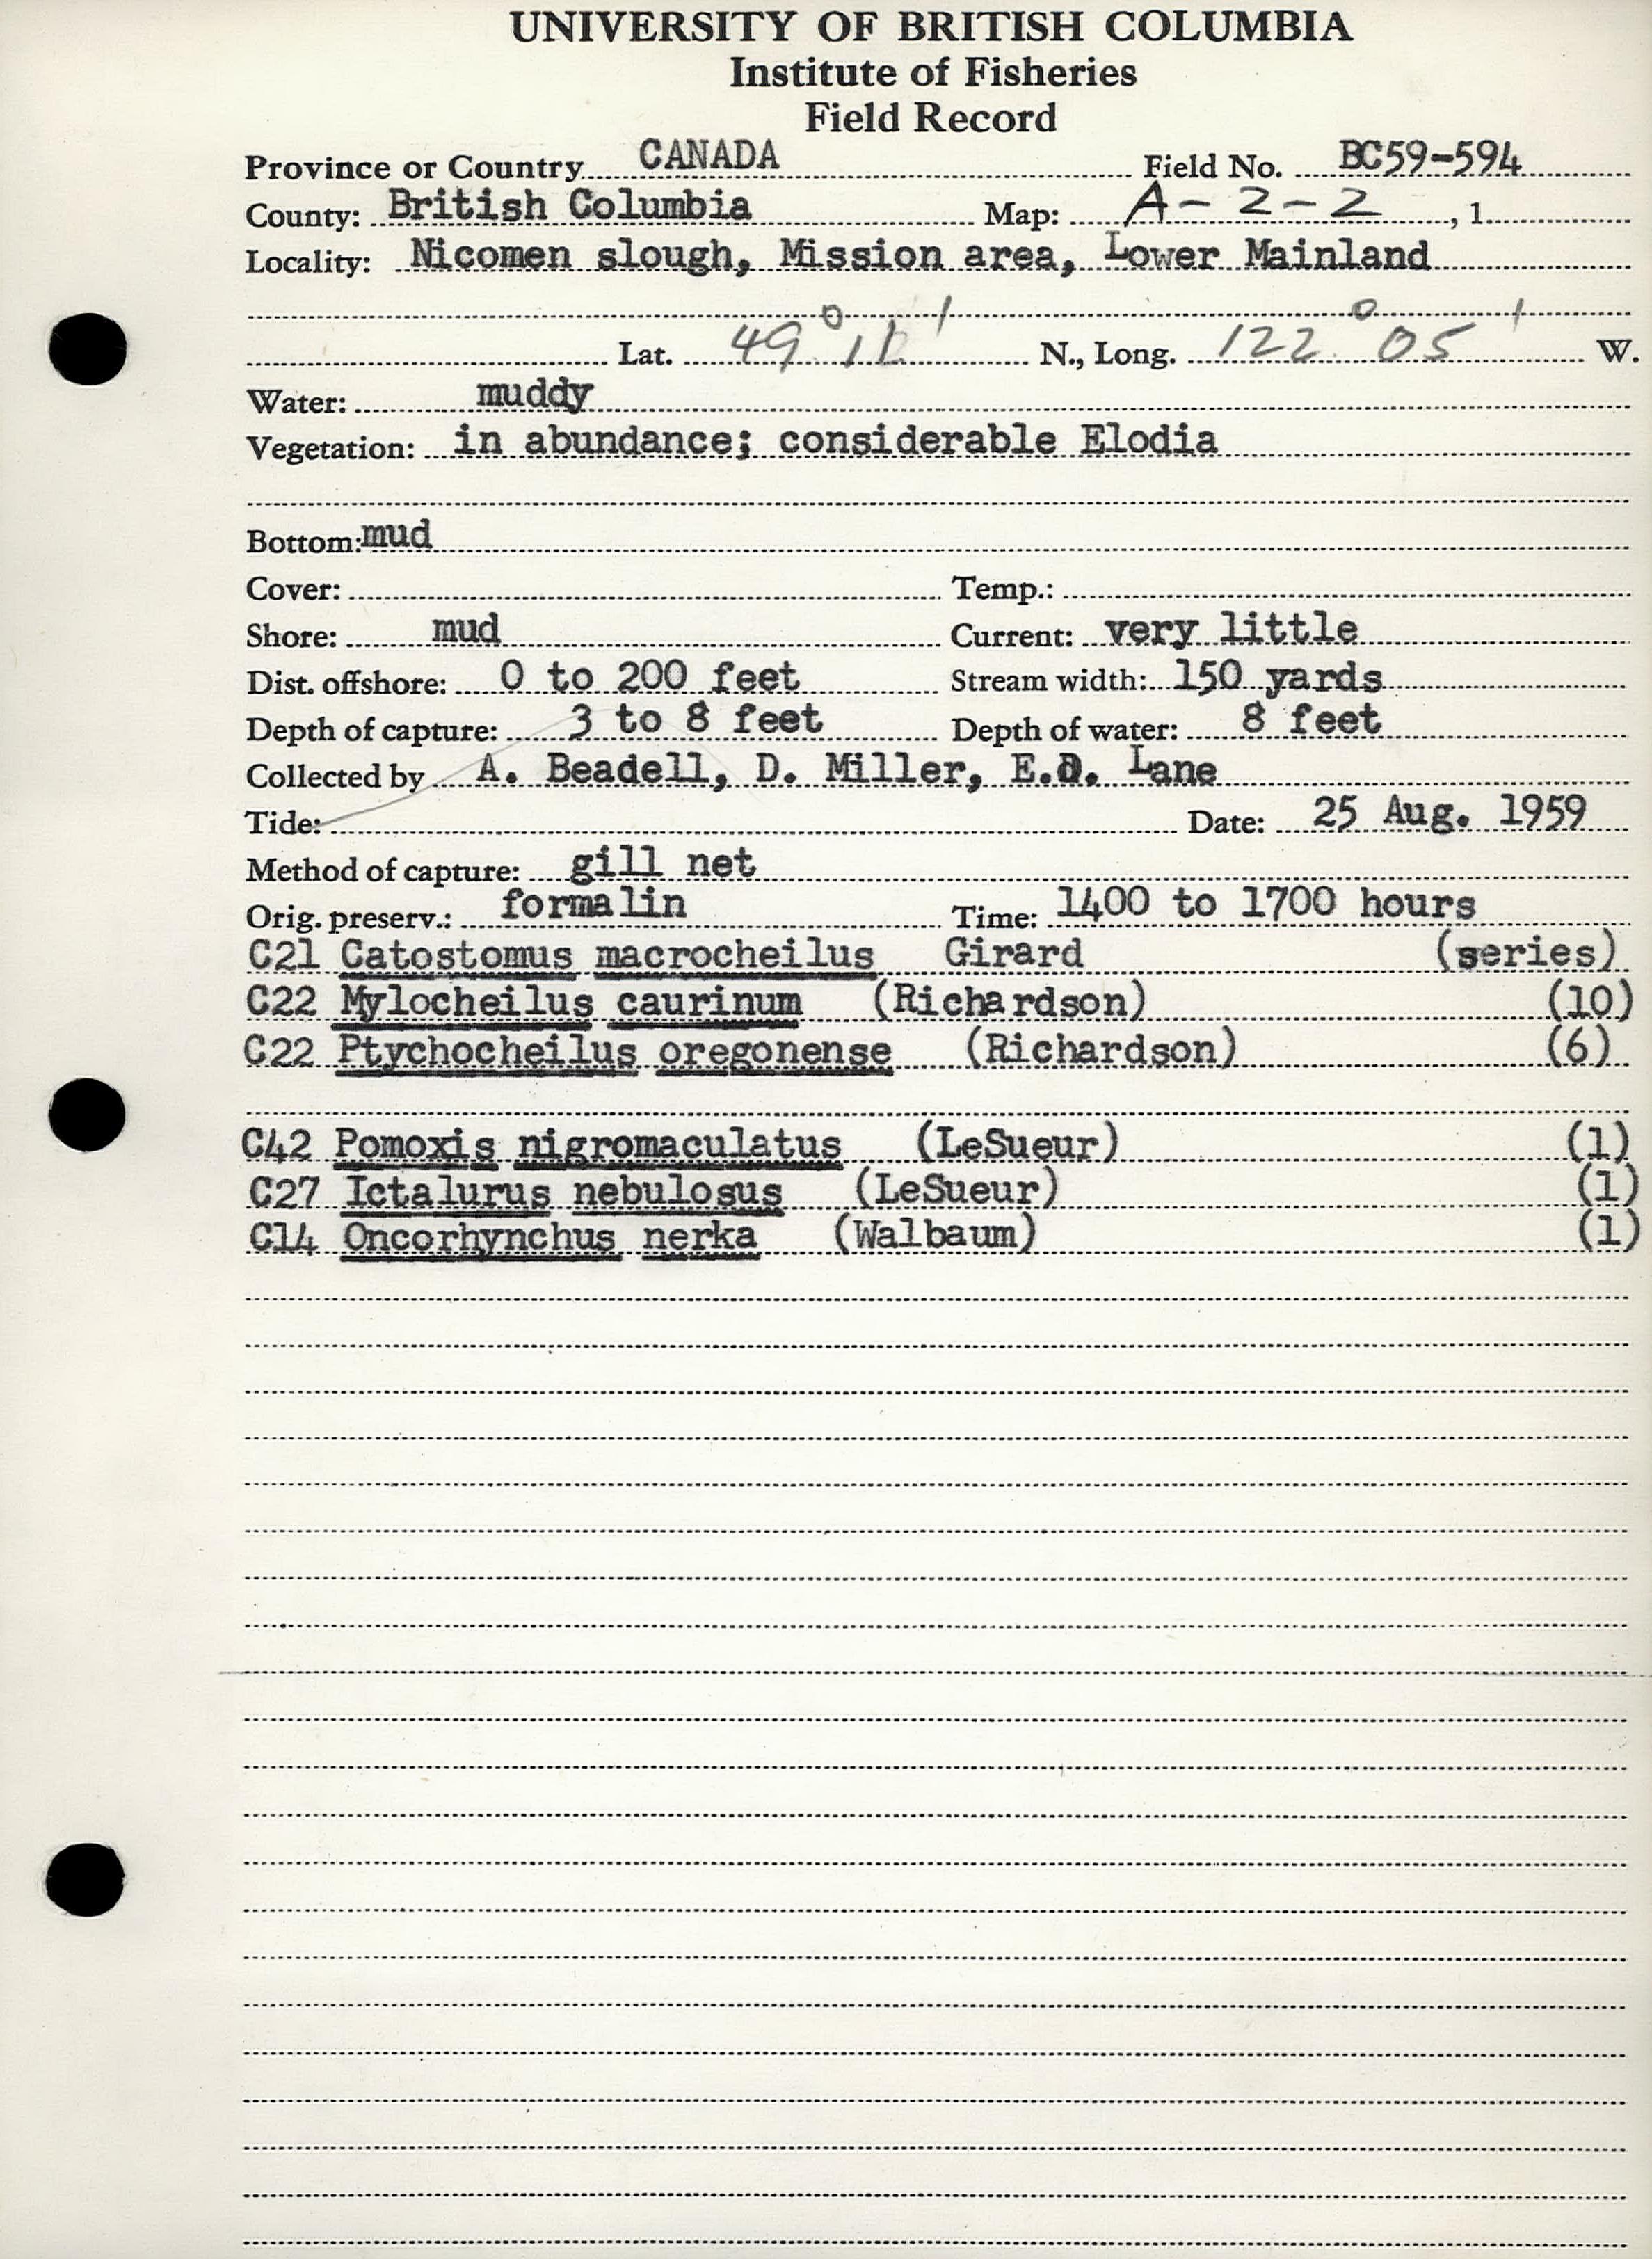 UNIVERSITY OF BRITISH COLUMBIA
Institute of Fisheries
Field Record
Province or Country CANADA Field No. BC59-594
County: British Columbia Map: A-2-2, 1
Locality: Nicomen slough, Mission area, Lower Mainland
Lat. 49° N., Long. 122° 05' W.
Water: muddy
Vegetation: in abundance; considerable Elodia
Bottom: mud
Cover: Temp.:
Shore: mud Current: very little
Dist. offshore: 0 to 200 feet Stream width: 150 yards
Depth of capture: 3 to 8 feet Depth of water: 8 feet
Collected by A. Beadell, D. Miller, E.D. Lane
Tide: Date: 25 Aug. 1959
Method of capture: gill net
Orig. preserv.: formalin Time: 1400 to 1700 hours
C21 Catostomus macrocheilus Girard (series)
C22 Mylocheilus caurinum (Richardson) (10)
C22 Ptychocheilus oregonense (Richardson) (6)
C42 Pomoxis nigromaculatus (LeSueur) (1)
C27 Ictalurus nebulosus (LeSueur) (1)
C14 Oncorhynchus nerka (Walbaum) (1)